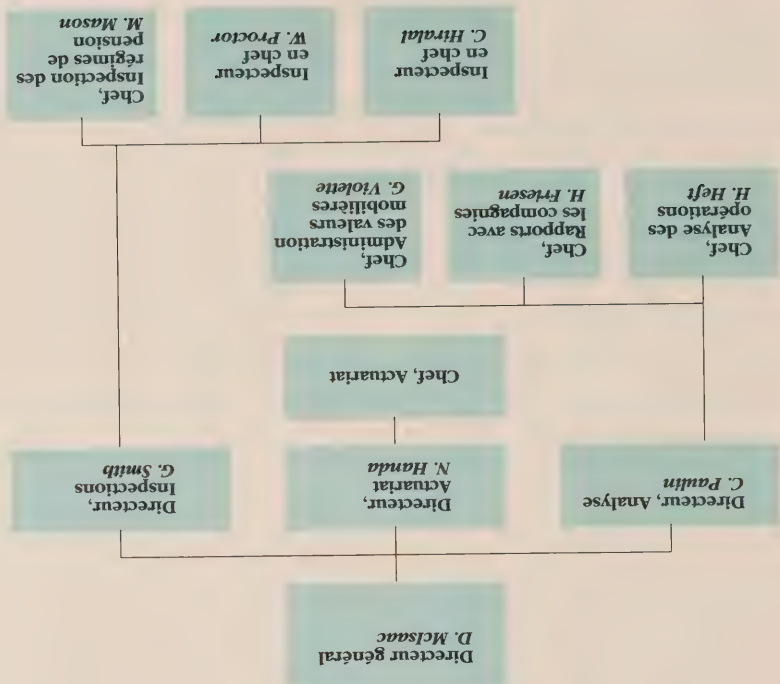 Directeur général
D. McIsaac
Directeur, Analyse
C. Paulin
Directeur,
Actuariat
N. Handa
Directeur,
Inspections
G. Smith
Chef, Actuariat
Chef,
Analyse des
opérations
H. Heft
Chef,
Rapports avec
les compagnies
H. Friesen
Chef,
Administration
des valeurs
mobilières
G. Violette
Inspecteur
en chef
C. Hiralal
Inspecteur
en chef
W. Proctor
Chef,
Inspection des
régimes de
pension
M. Mason